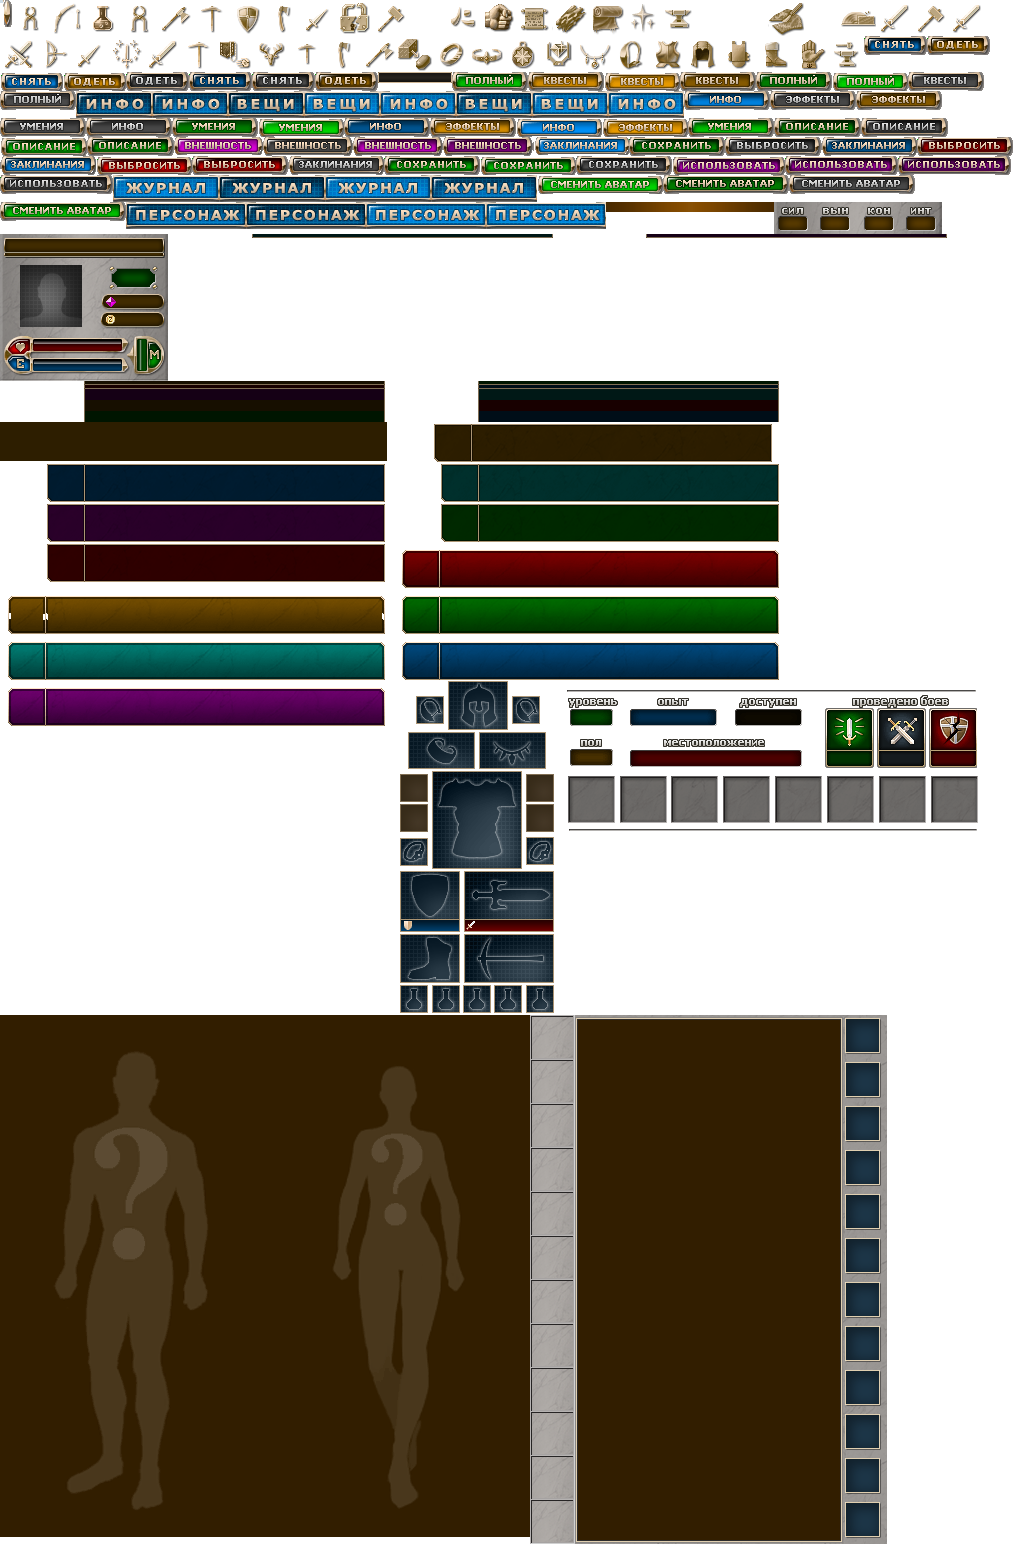 СНЯТЬ ОДЕТЬ
СНЯТЬ ОДЕТЬ ОДЕТЬ СНЯТЬ СНЯТЬ ОДЕТЬ ПОЛНЫЙ КВЕСТЫ КВЕСТЫ КВЕСТЫ ПОЛНЫЙ ПОЛНЫЙ КВЕСТЫ
ПОЛНЫЙ ИНФО ИНФО ВЕЩИ ВЕЩИ ИНФО ВЕЩИ ВЕЩИ ИНФО ИНФО ЭФФЕКТЫ ЭФФЕКТЫ
УМЕНИЯ ИНФО УМЕНИЯ УМЕНИЯ ИНФО ЭФФЕКТЫ ИНФО ЭФФЕКТЫ УМЕНИЯ ОПИСАНИЕ ОПИСАНИЕ
ОПИСАНИЕ ОПИСАНИЕ ВНЕШНОСТЬ ВНЕШНОСТЬ ВНЕШНОСТЬ ВНЕШНОСТЬ ЗАКЛИНАНИЯ СОХРАНИТЬ ВЫБРОСИТЬ ЗАКЛИНАНИЯ ВЫБРОСИТЬ
ЗАКЛИНАНИЯ ВЫБРОСИТЬ ВЫБРОСИТЬ ЗАКЛИНАНИЯ СОХРАНИТЬ СОХРАНИТЬ СОХРАНИТЬ ИСПОЛЬЗОВАТЬ ИСПОЛЬЗОВАТЬ ИСПОЛЬЗОВАТЬ
ИСПОЛЬЗОВАТЬ ЖУРНАЛ ЖУРНАЛ ЖУРНАЛ ЖУРНАЛ СМЕНИТЬ АВАТАР СМЕНИТЬ АВАТАР СМЕНИТЬ АВАТАР
СМЕНИТЬ АВАТАР ПЕРСОНАЖ ПЕРСОНАЖ ПЕРСОНАЖ ПЕРСОНАЖ СИЛ ВЫН КОН ИНТ
M
E
уровень опыт доступен проведено боев
пол местоположение